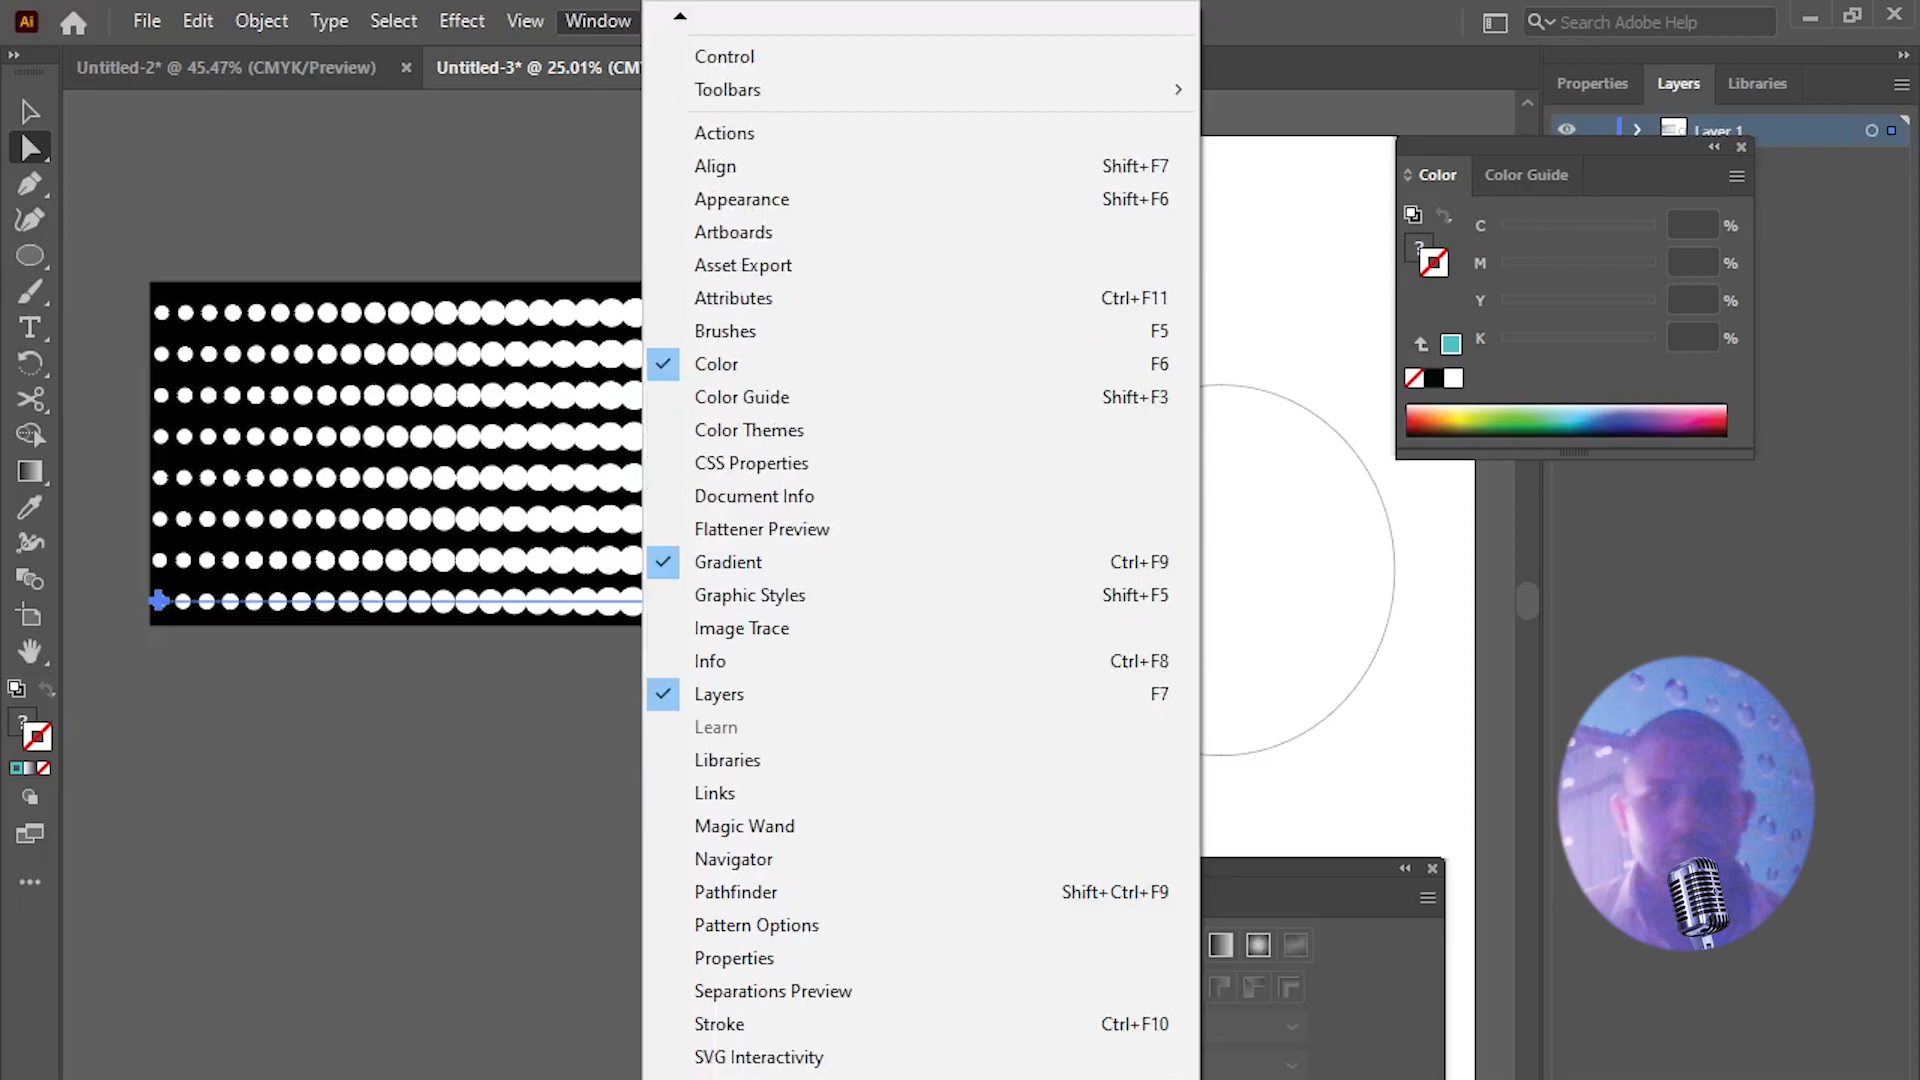 Ai
File Edit Object Type Select Effect View Window
Search Adobe Help
Untitled-2* @ 45.47% (CMYK/Preview) × Untitled-3* @ 25.01% (CM
Properties Layers Libraries
Layer 1
Color Color Guide
C %
M %
Y %
K %
?
?
Control
Toolbars
Actions
Align Shift+F7
Appearance Shift+F6
Artboards
Asset Export
Attributes Ctrl+F11
Brushes F5
Color F6
Color Guide Shift+F3
Color Themes
CSS Properties
Document Info
Flattener Preview
Gradient Ctrl+F9
Graphic Styles Shift+F5
Image Trace
Info Ctrl+F8
Layers F7
Learn
Libraries
Links
Magic Wand
Navigator
Pathfinder Shift+Ctrl+F9
Pattern Options
Properties
Separations Preview
Stroke Ctrl+F10
SVG Interactivity